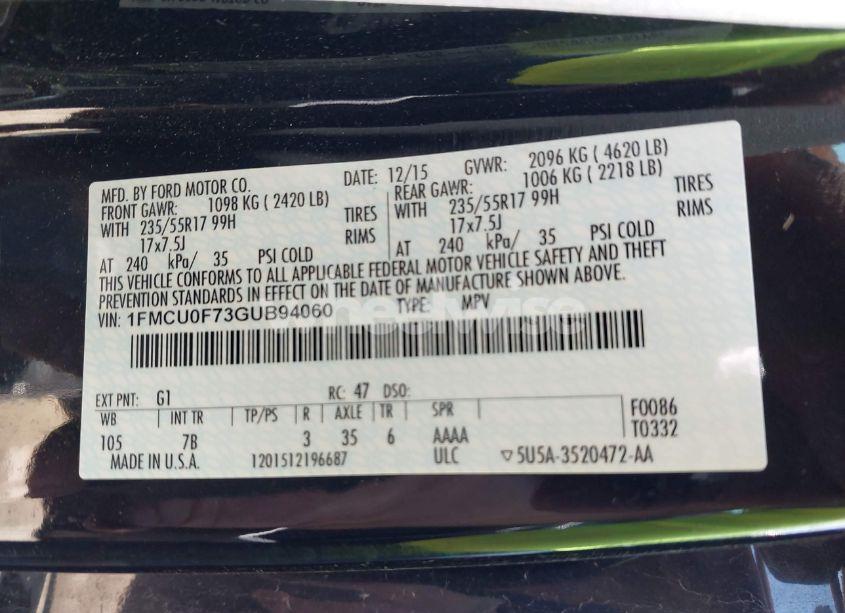 MFD. BY FORD MOTOR CO. DATE: 12/15 GVWR: 2096 KG ( 4620 LB)
FRONT GAWR: 1098 KG ( 2420 LB) REAR GAWR: 1006 KG ( 2218 LB)
WITH 235/55R17 99H TIRES WITH 235/55R17 99H TIRES
17x7.5J RIMS 17x7.5J RIMS
AT 240 kPa/ 35 PSI COLD AT 240 kPa/ 35 PSI COLD
THIS VEHICLE CONFORMS TO ALL APPLICABLE FEDERAL MOTOR VEHICLE SAFETY AND THEFT
PREVENTION STANDARDS IN EFFECT ON THE DATE OF MANUFACTURE SHOWN ABOVE.
VIN: 1FMCU0F73GUB94060 TYPE: MPV
wheelwise
EXT PNT: G1 RC: 47 DSO:
WB INT TR TP/PS R AXLE TR SPR F0086
105 7B 3 35 6 AAAA T0332
MADE IN U.S.A. 1201512196687 ULC ▽5U5A-3520472-AA